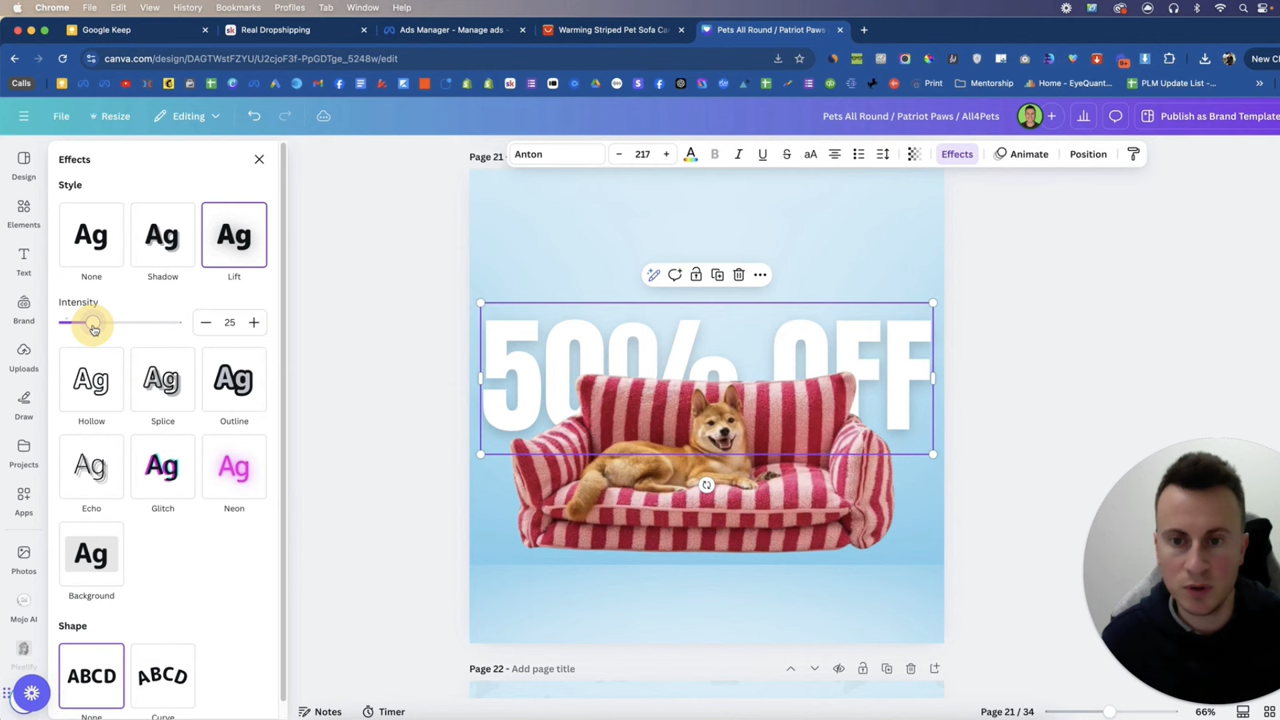 Chrome File Edit View History Bookmarks Profiles Tab Window Help
Google Keep
Real Dropshipping
Ads Manager - Manage ads -
Warming Striped Pet Sofa Ca
Pets All Round / Patriot Paws
canva.com/design/DAGTWstFZYU/U2cjoF3f-PpGDTge_5248w/edit
New Cl
Calls
Print
Mentorship
Home - EyeQuant...
PLM Update List -...
File
Resize
Editing
Pets All Round / Patriot Paws / All4Pets
Publish as Brand Template
Design
Elements
Text
Brand
Uploads
Draw
Projects
Apps
Photos
Mojo AI
Effects
Style
Ag Ag Ag
None Shadow Lift
Intensity
25
Ag Ag Ag
Hollow Splice Outline
Ag Ag Ag
Echo Glitch Neon
Ag
Background
Shape
ABCD ABCD
None Curve
Page 21 -
Anton
217
B I U S aA
Effects
Animate
Position
50% OFF
Page 22 - Add page title
Notes
Timer
Page 21 / 34
66%